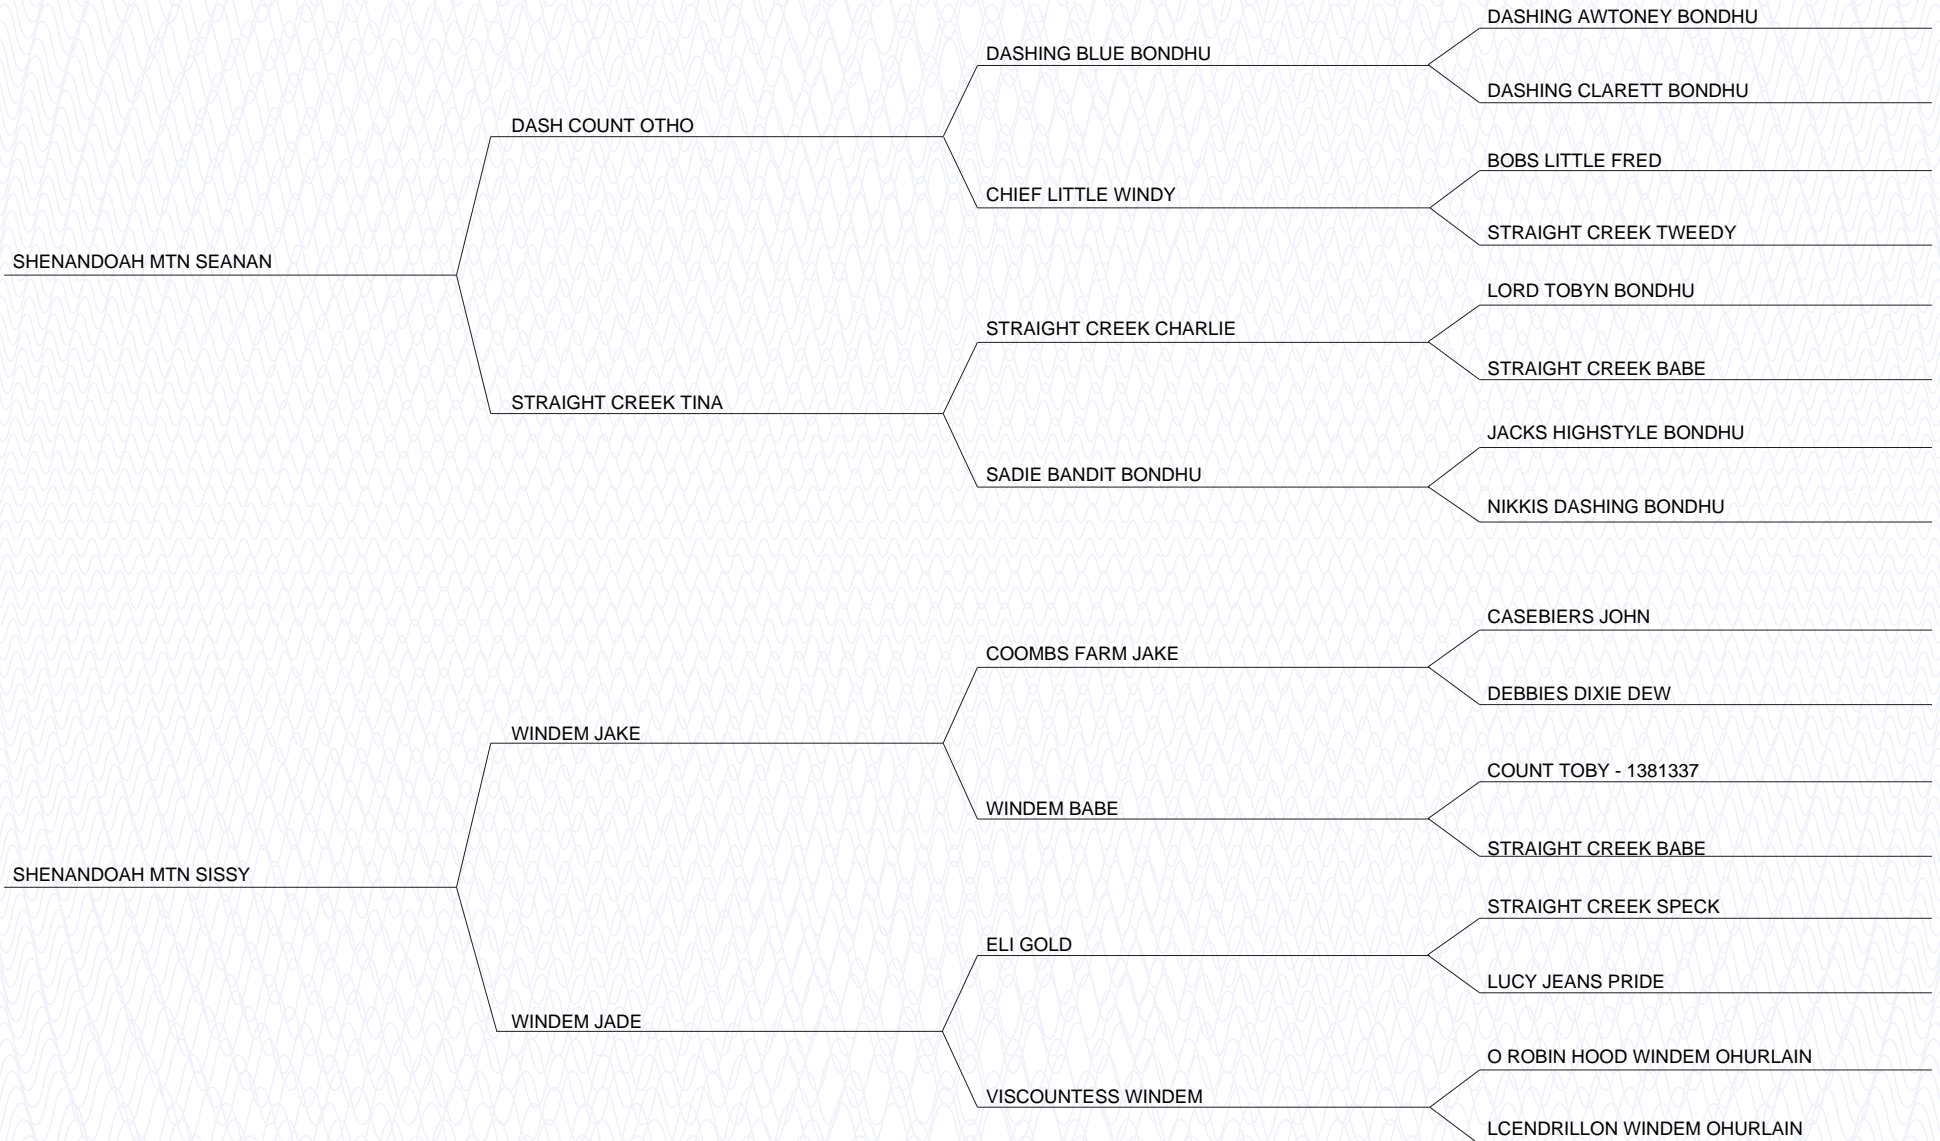 DASHING AWTONEY BONDHU
DASHING BLUE BONDHU
DASHING CLARETT BONDHU
DASH COUNT OTHO
BOBS LITTLE FRED
CHIEF LITTLE WINDY
STRAIGHT CREEK TWEEDY
SHENANDOAH MTN SEANAN
LORD TOBYN BONDHU
STRAIGHT CREEK CHARLIE
STRAIGHT CREEK BABE
STRAIGHT CREEK TINA
JACKS HIGHSTYLE BONDHU
SADIE BANDIT BONDHU
NIKKIS DASHING BONDHU
CASEBIERS JOHN
COOMBS FARM JAKE
DEBBIES DIXIE DEW
WINDEM JAKE
COUNT TOBY - 1381337
WINDEM BABE
STRAIGHT CREEK BABE
SHENANDOAH MTN SISSY
STRAIGHT CREEK SPECK
ELI GOLD
LUCY JEANS PRIDE
WINDEM JADE
O ROBIN HOOD WINDEM OHURLAIN
VISCOUNTESS WINDEM
LCENDRILLON WINDEM OHURLAIN